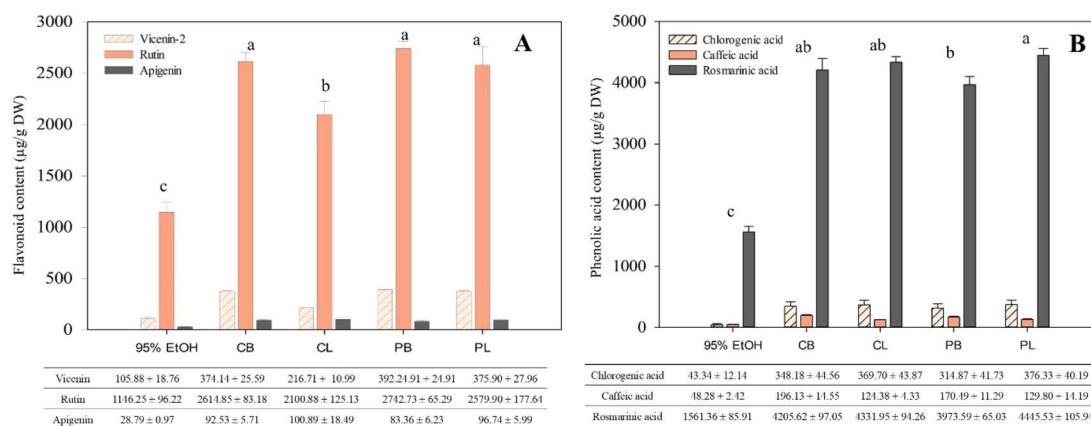 A
Flavonoid content (µg/g DW)
3000
2500
2000
1500
1000
500
0
Vicenin-2
Rutin
Apigenin
c
a
b
a
a
95% EtOH CB CL PB PL
Vicenin 105.88 ± 18.76 374.14 ± 25.59 216.71 ± 10.99 392.24.91 ± 24.91 375.90 ± 27.96
Rutin 1146.25 ± 96.22 2614.85 ± 83.18 2100.88 ± 125.13 2742.73 ± 65.29 2579.90 ± 177.64
Apigenin 28.79 ± 0.97 92.53 ± 5.71 100.89 ± 18.49 83.36 ± 6.23 96.74 ± 5.99
B
Phenolic acid content (µg/g DW)
5000
4000
3000
2000
1000
0
Chlorogenic acid
Caffeic acid
Rosmarinic acid
c
ab
ab
b
a
95% EtOH CB CL PB PL
Chlorogenic acid 43.34 ± 12.14 348.18 ± 44.56 369.70 ± 43.87 314.87 ± 41.73 376.33 ± 40.19
Caffeic acid 48.28 ± 2.42 196.13 ± 14.55 124.38 ± 4.33 170.49 ± 11.29 129.80 ± 14.19
Rosmarinic acid 1561.36 ± 85.91 4205.62 ± 97.05 4331.95 ± 94.26 3973.59 ± 65.03 4445.53 ± 105.94